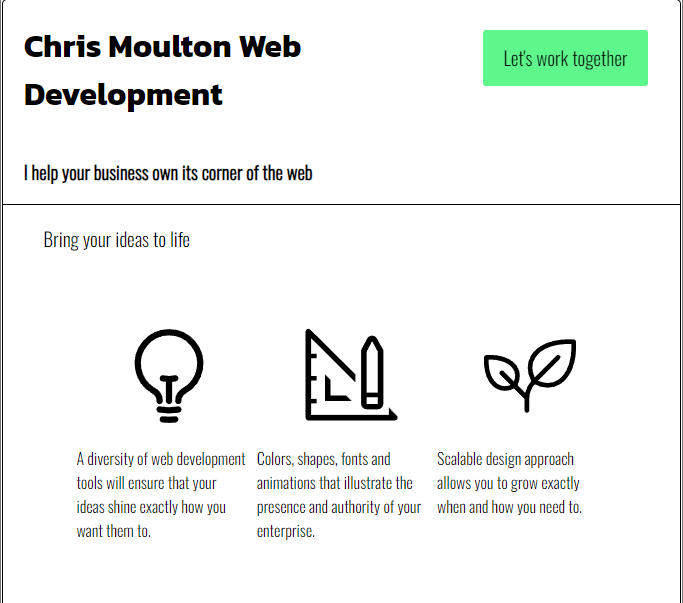 Chris Moulton Web
Development
Let's work together
I help your business own its corner of the web
Bring your ideas to life
A diversity of web development
tools will ensure that your
ideas shine exactly how you
want them to.
Colors, shapes, fonts and
animations that illustrate the
presence and authority of your
enterprise.
Scalable design approach
allows you to grow exactly
when and how you need to.